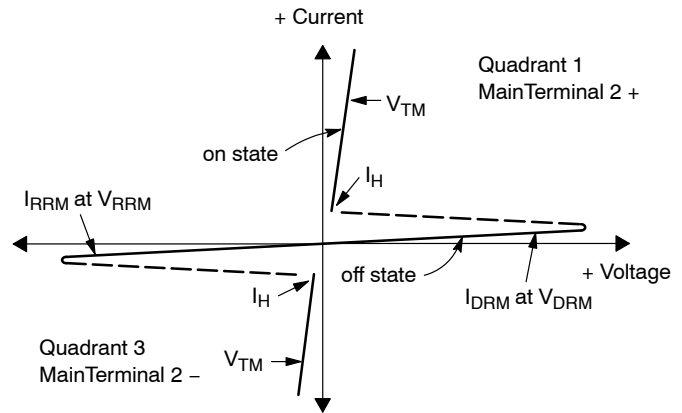 + Current
Quadrant 1
MainTerminal 2 +
VTM
on state
IH
IRRM at VRRM
off state
+ Voltage
IH
IDRM at VDRM
Quadrant 3
MainTerminal 2 −
VTM